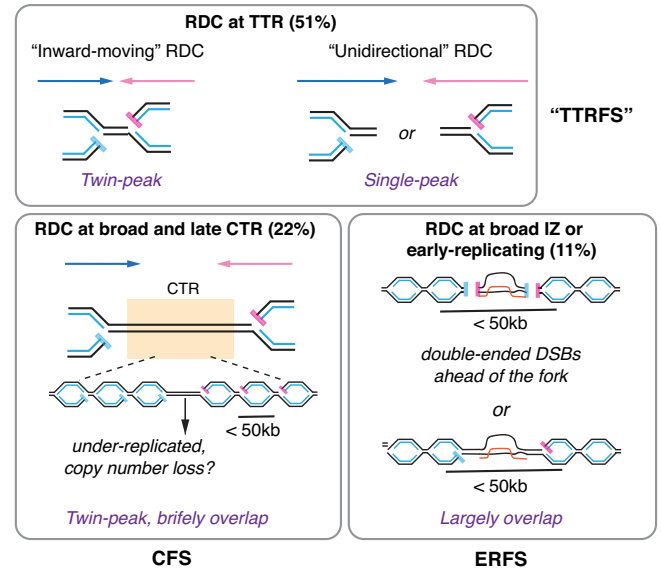 RDC at TTR (51%)
“Inward-moving” RDC
“Unidirectional” RDC
or
“TTRFS”
Twin-peak
Single-peak
RDC at broad and late CTR (22%)
CTR
< 50kb
under-replicated,
copy number loss?
Twin-peak, brifely overlap
CFS
RDC at broad IZ or
early-replicating (11%)
< 50kb
double-ended DSBs
ahead of the fork
or
< 50kb
Largely overlap
ERFS